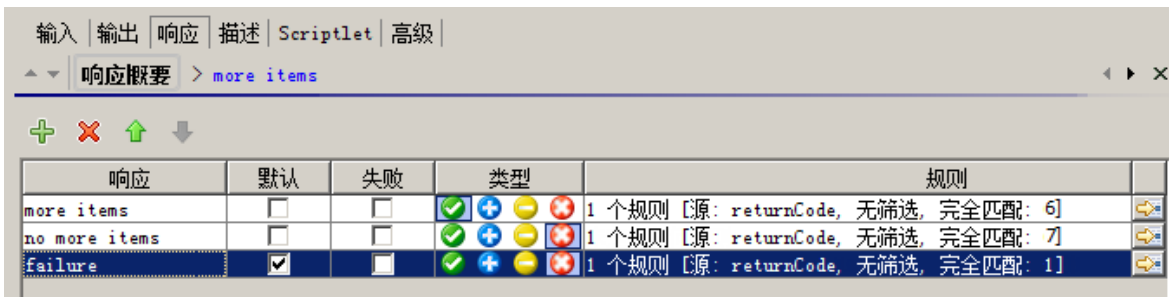 输入 输出 响应 描述 Scriptlet 高级
响应概要 > more items
响应 默认 失败 类型 规则
more items 1 个规则 [源: returnCode, 无筛选, 完全匹配: 6]
no more items 1 个规则 [源: returnCode, 无筛选, 完全匹配: 7]
failure 1 个规则 [源: returnCode, 无筛选, 完全匹配: 1]